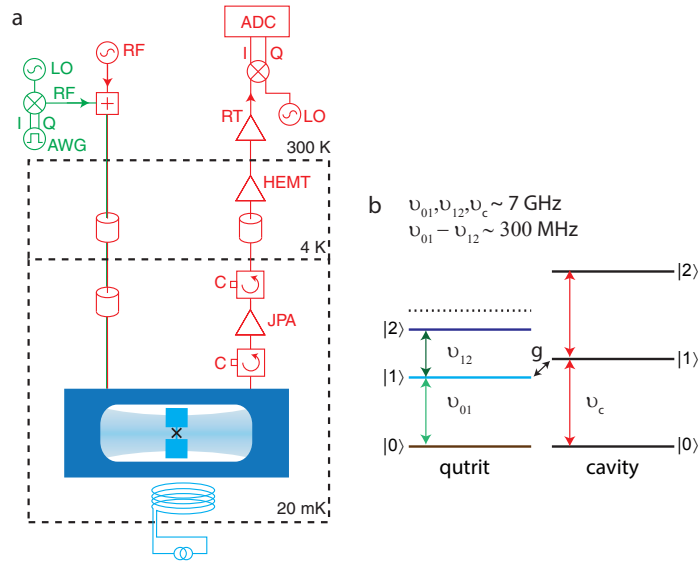 a
ADC
I
Q
LO
RF
RF
I
Q
AWG
LO
RT
300 K
HEMT
4 K
C
JPA
C
20 mK
b
υ01,υ12,υc ~ 7 GHz
υ01 – υ12 ~ 300 MHz
|2⟩
|2⟩
υ12
g
|1⟩
|1⟩
υ01
υc
|0⟩
|0⟩
qutrit
cavity